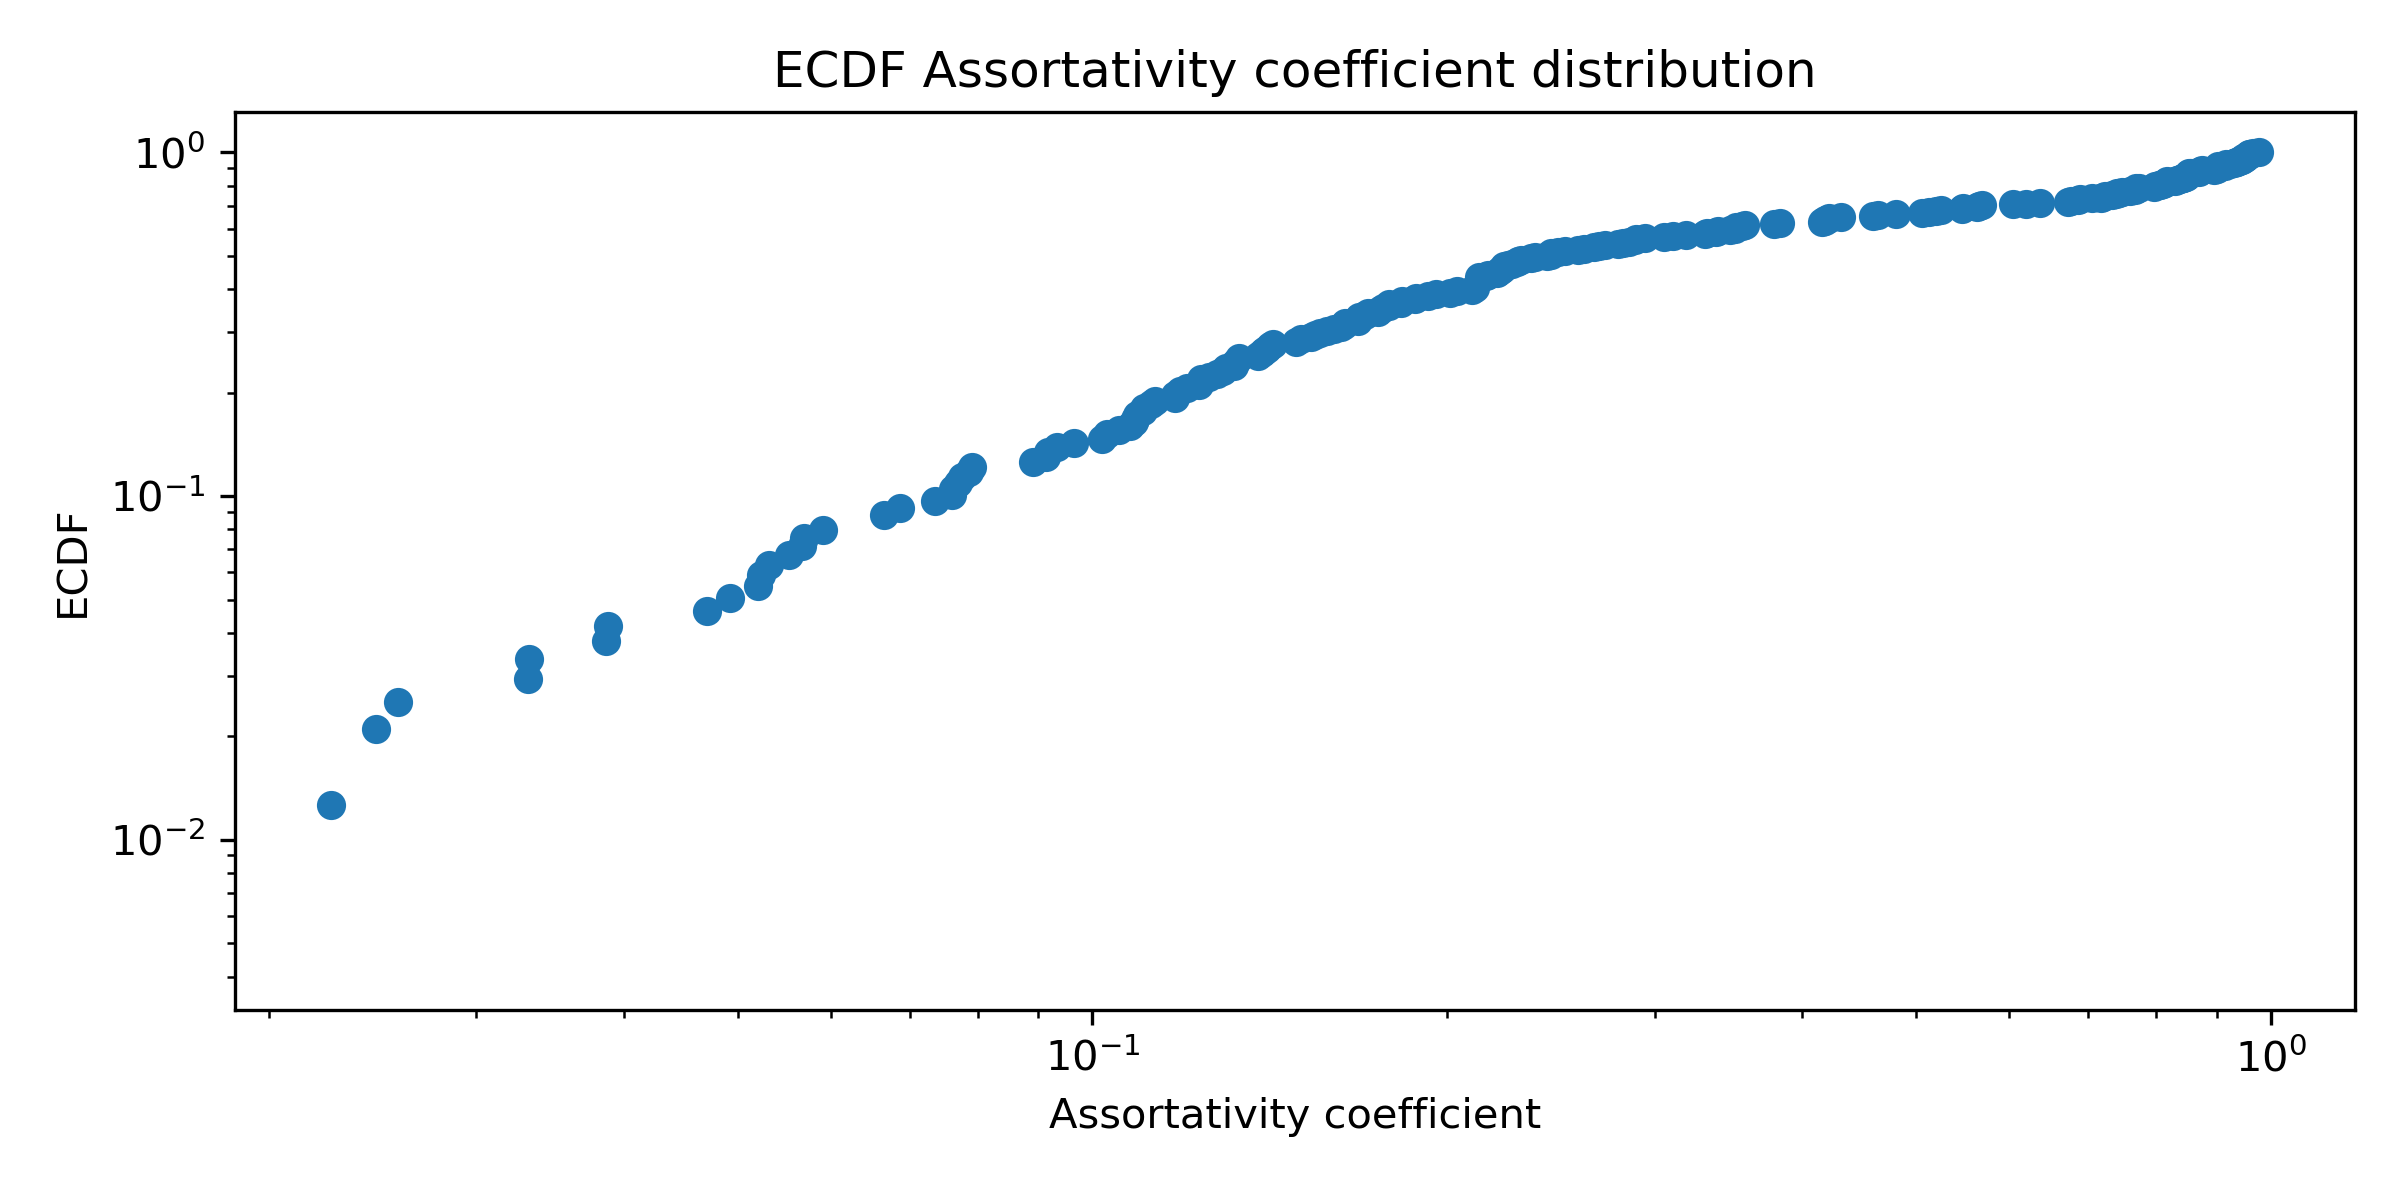 ECDF Assortativity coefficient distribution
10⁰
10⁻¹
10⁻²
ECDF
10⁻¹
10⁰
Assortativity coefficient